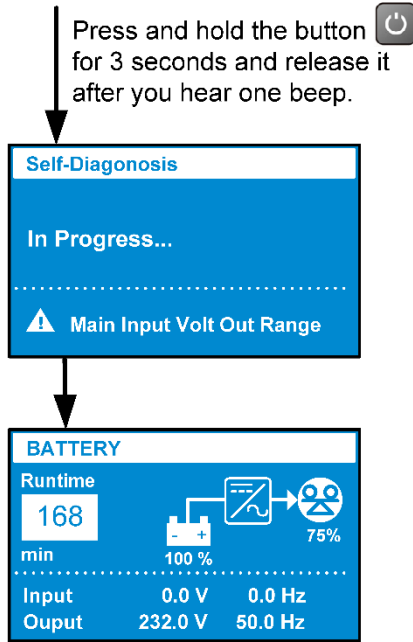 Press and hold the button
for 3 seconds and release it
after you hear one beep.
Self-Diagonosis
In Progress...
Main Input Volt Out Range
BATTERY
Runtime
168
min
- +
100 %
75%
Input 0.0 V 0.0 Hz
Ouput 232.0 V 50.0 Hz